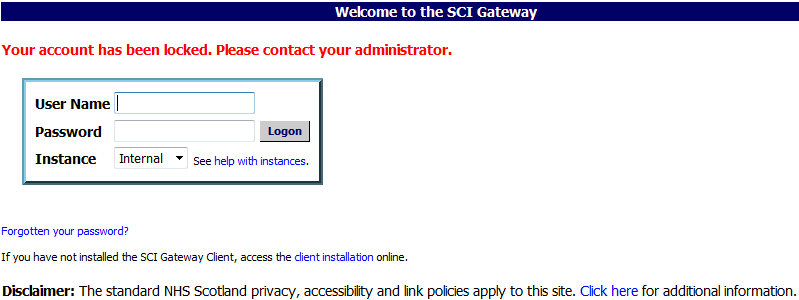 Welcome to the SCI Gateway
Your account has been locked. Please contact your administrator.
User Name
Password Logon
Instance Internal See help with instances.
Forgotten your password?
If you have not installed the SCI Gateway Client, access the client installation online.
Disclaimer: The standard NHS Scotland privacy, accessibility and link policies apply to this site. Click here for additional information.